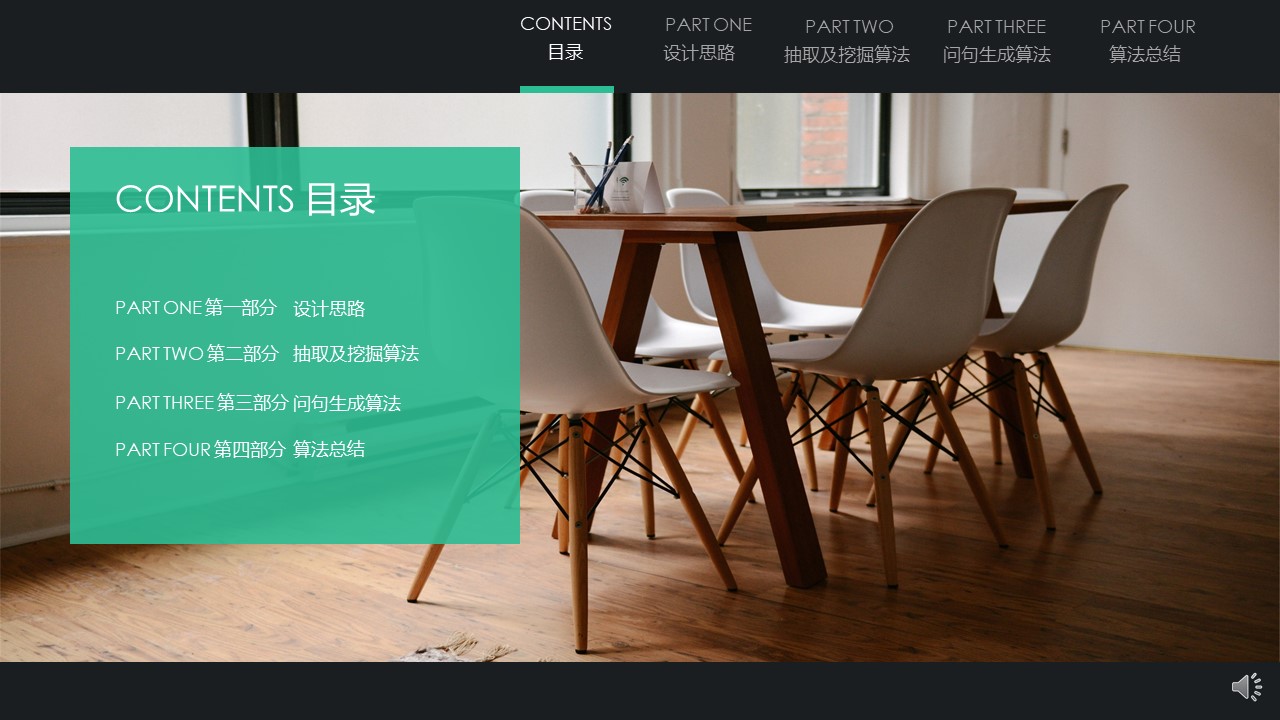 CONTENTS
目录
PART ONE
设计思路
PART TWO
抽取及挖掘算法
PART THREE
问句生成算法
PART FOUR
算法总结
CONTENTS 目录
PART ONE 第一部分 设计思路
PART TWO 第二部分 抽取及挖掘算法
PART THREE 第三部分 问句生成算法
PART FOUR 第四部分 算法总结